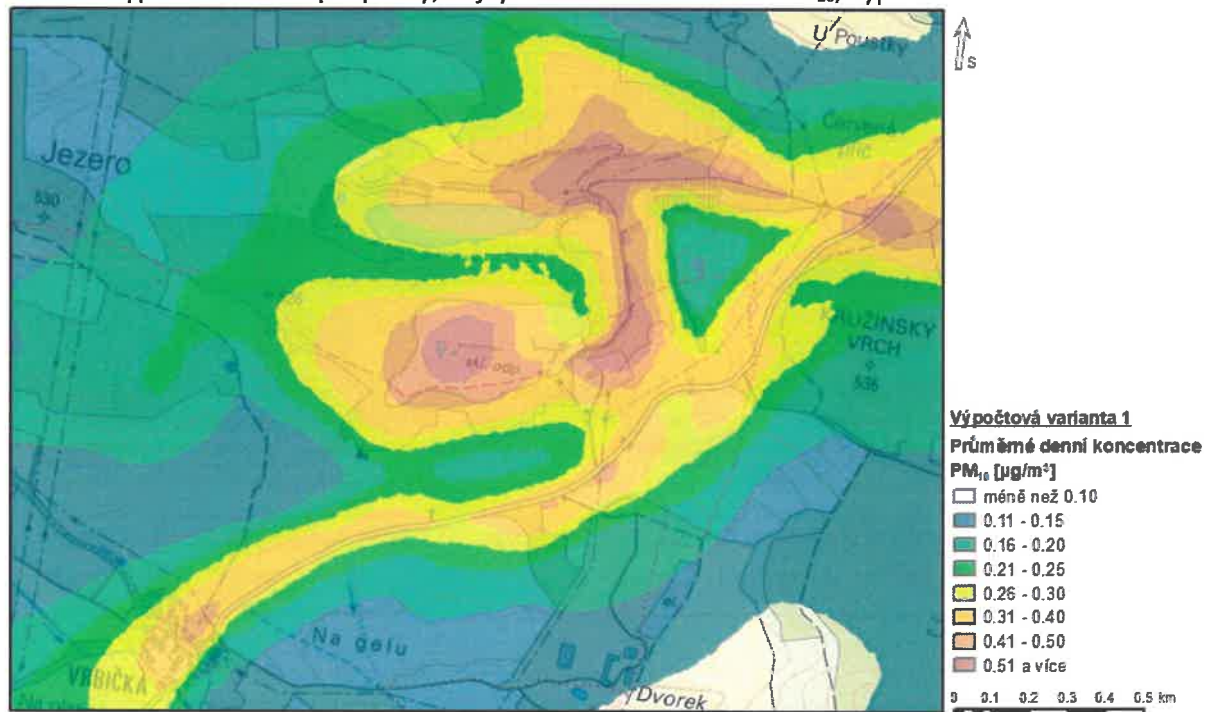 U Poustky
S
Jezero
530
KRUŽINSKÝ
VRCH
535
Na gelu
VRBIČKA
Dvorek
Výpočtová varianta 1
Průměrné denní koncentrace
PM₁₀ [µg/m³]
méně než 0.10
0.11 - 0.15
0.16 - 0.20
0.21 - 0.25
0.26 - 0.30
0.31 - 0.40
0.41 - 0.50
0.51 a více
0 0.1 0.2 0.3 0.4 0.5 km